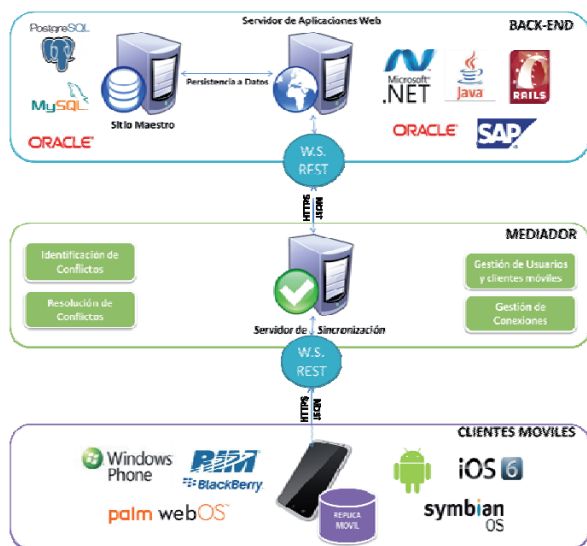 Servidor de Aplicaciones Web
BACK-END
PostgreSQL
MySQL
ORACLE
Persistencia a Datos
Sitio Maestro
Microsoft
.NET
Java
RAILS
ORACLE
SAP
W.S.
REST
HTTPS
JSON
MEDIADOR
Identificación de
Conflictos
Resolución de
Conflictos
Gestión de Usuarios
y clientes móviles
Gestión de
Conexiones
Servidor de Sincronización
W.S.
REST
HTTPS
JSON
CLIENTES MOVILES
Windows
Phone
RIM
BlackBerry
palm webOS
REPLICA
MOVIL
iOS 6
symbian
OS